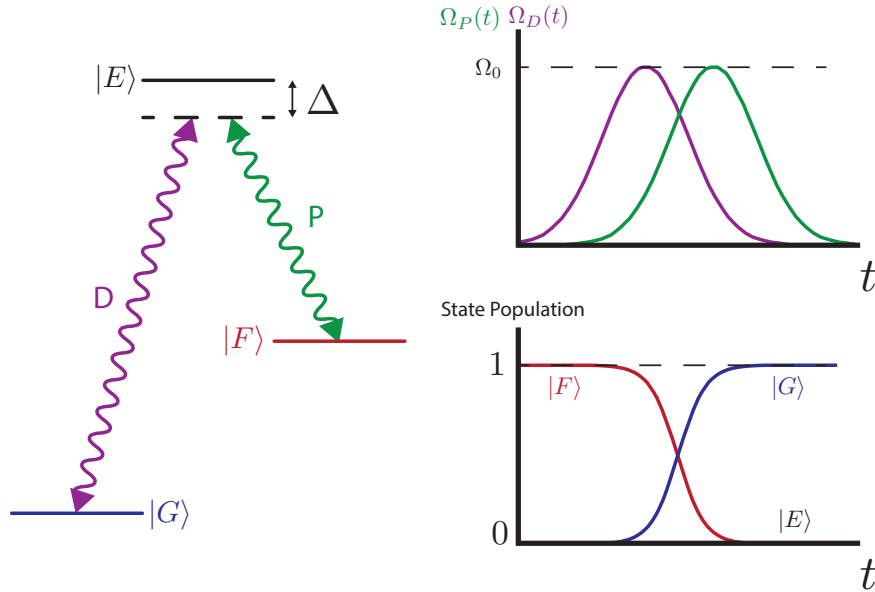 |E⟩
Δ
D
P
|F⟩
|G⟩
Ω_P(t) Ω_D(t)
Ω_0
t
State Population
1
|F⟩
|G⟩
0
|E⟩
t